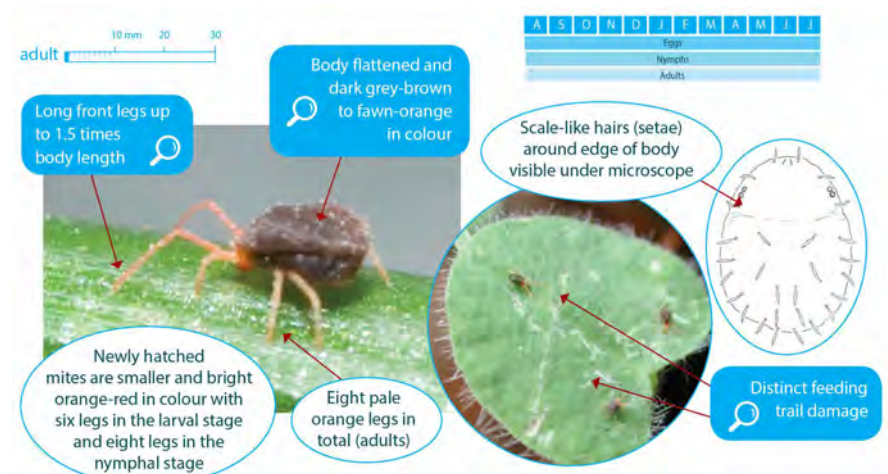 10 mm 20 30
adult
A S O N D J F M A M J J
Eggs
Nymphs
Adults
Long front legs up
to 1.5 times
body length
Body flattened and
dark grey-brown
to fawn-orange
in colour
Scale-like hairs (setae)
around edge of body
visible under microscope
Newly hatched
mites are smaller and bright
orange-red in colour with
six legs in the larval stage
and eight legs in the
nymphal stage
Eight pale
orange legs in
total (adults)
Distinct feeding
trail damage